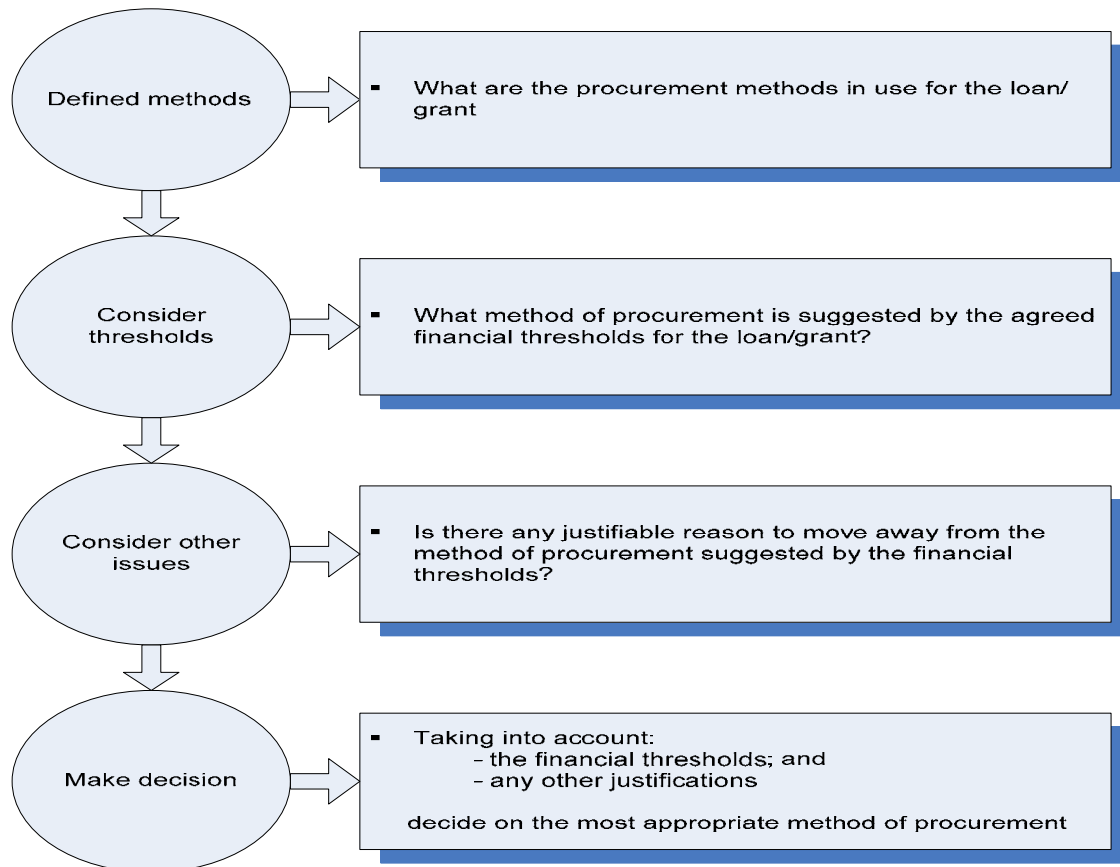 Defined methods
▪ What are the procurement methods in use for the loan/
grant
Consider
thresholds
▪ What method of procurement is suggested by the agreed
financial thresholds for the loan/grant?
Consider other
issues
▪ Is there any justifiable reason to move away from the
method of procurement suggested by the financial
thresholds?
Make decision
▪ Taking into account:
– the financial thresholds; and
– any other justifications
decide on the most appropriate method of procurement